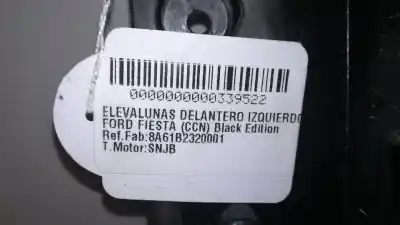 0000000000339522
ELEVALUNAS DELANTERO IZQUIERDO
FORD FIESTA (CCN) Black Edition
Ref.Fab:8A61B2320001
T.Motor:SNJB